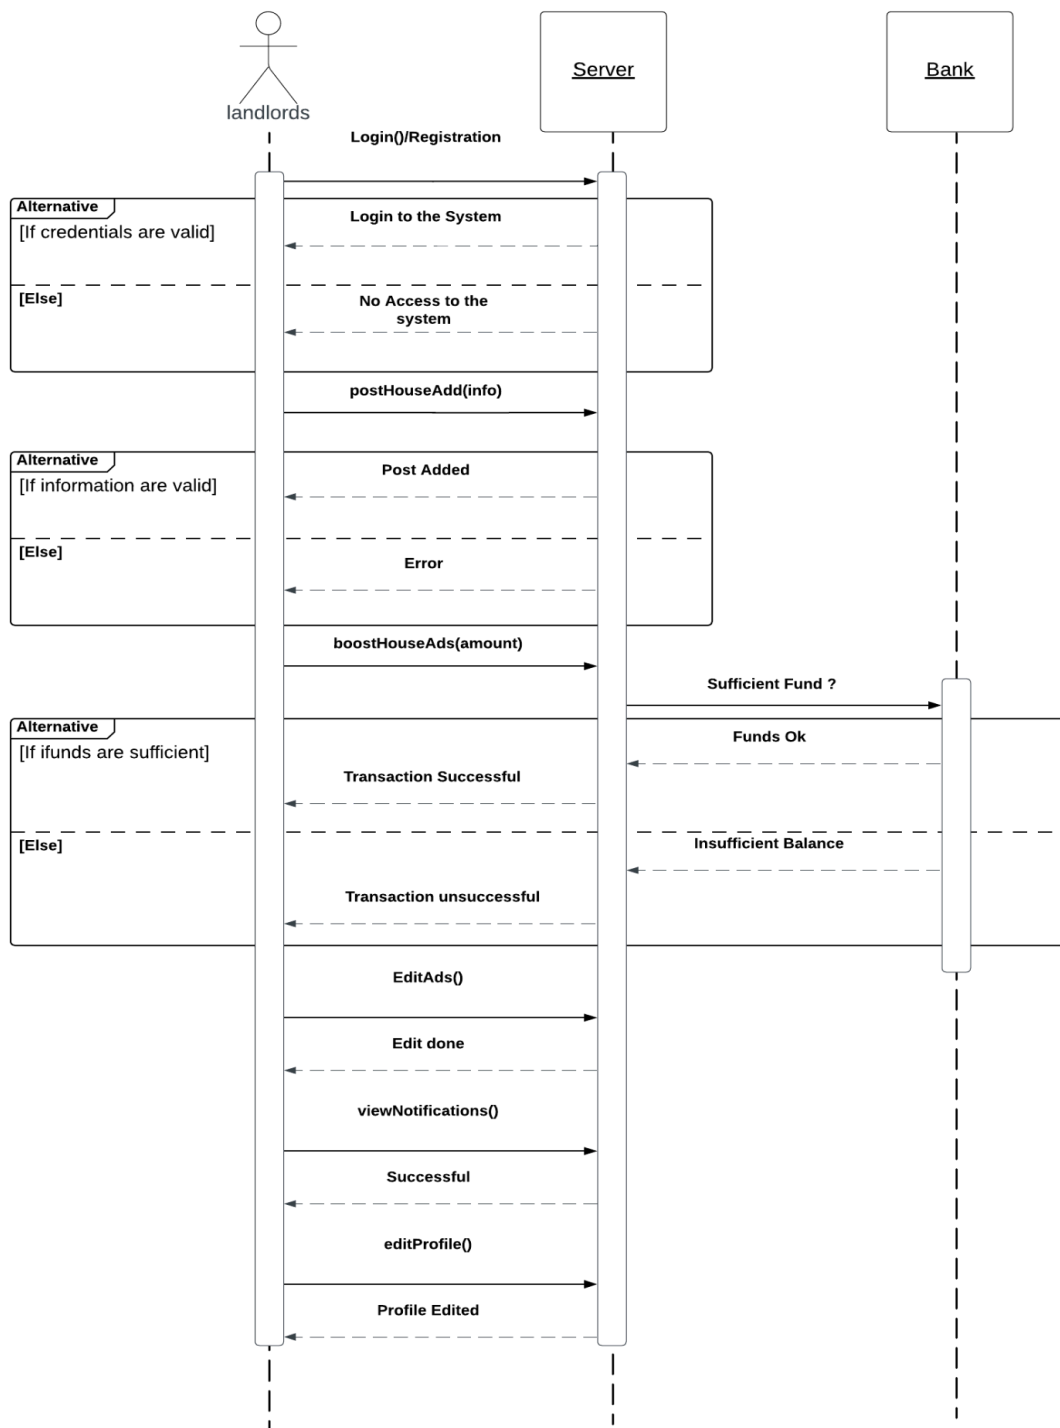 Server
Bank
landlords
Login()/Registration
Alternative
[If credentials are valid]
Login to the System
[Else]
No Access to the
system
postHouseAdd(info)
Alternative
[If information are valid]
Post Added
[Else]
Error
boostHouseAds(amount)
Sufficient Fund ?
Alternative
[If ifunds are sufficient]
Funds Ok
Transaction Successful
[Else]
Insufficient Balance
Transaction unsuccessful
EditAds()
Edit done
viewNotifications()
Successful
editProfile()
Profile Edited